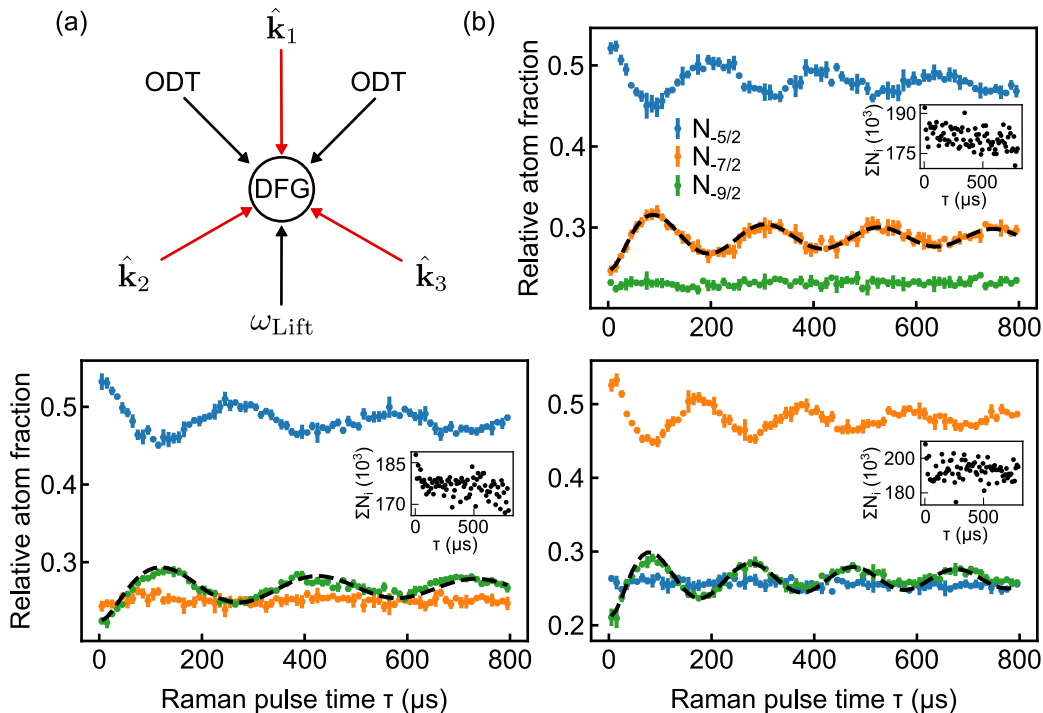 (a)
k̂₁
ODT
ODT
DFG
k̂₂
k̂₃
ω_Lift
(b)
Relative atom fraction
0.5
0.3
N-5/2
N-7/2
N-9/2
ΣNᵢ (10³)
190
175
0
500
τ (μs)
0
200
400
600
800
Relative atom fraction
0.5
0.4
0.3
ΣNᵢ (10³)
185
170
0
500
τ (μs)
0
200
400
600
800
Raman pulse time τ (μs)
0.5
0.4
0.3
0.2
ΣNᵢ (10³)
200
180
0
500
τ (μs)
0
200
400
600
800
Raman pulse time τ (μs)